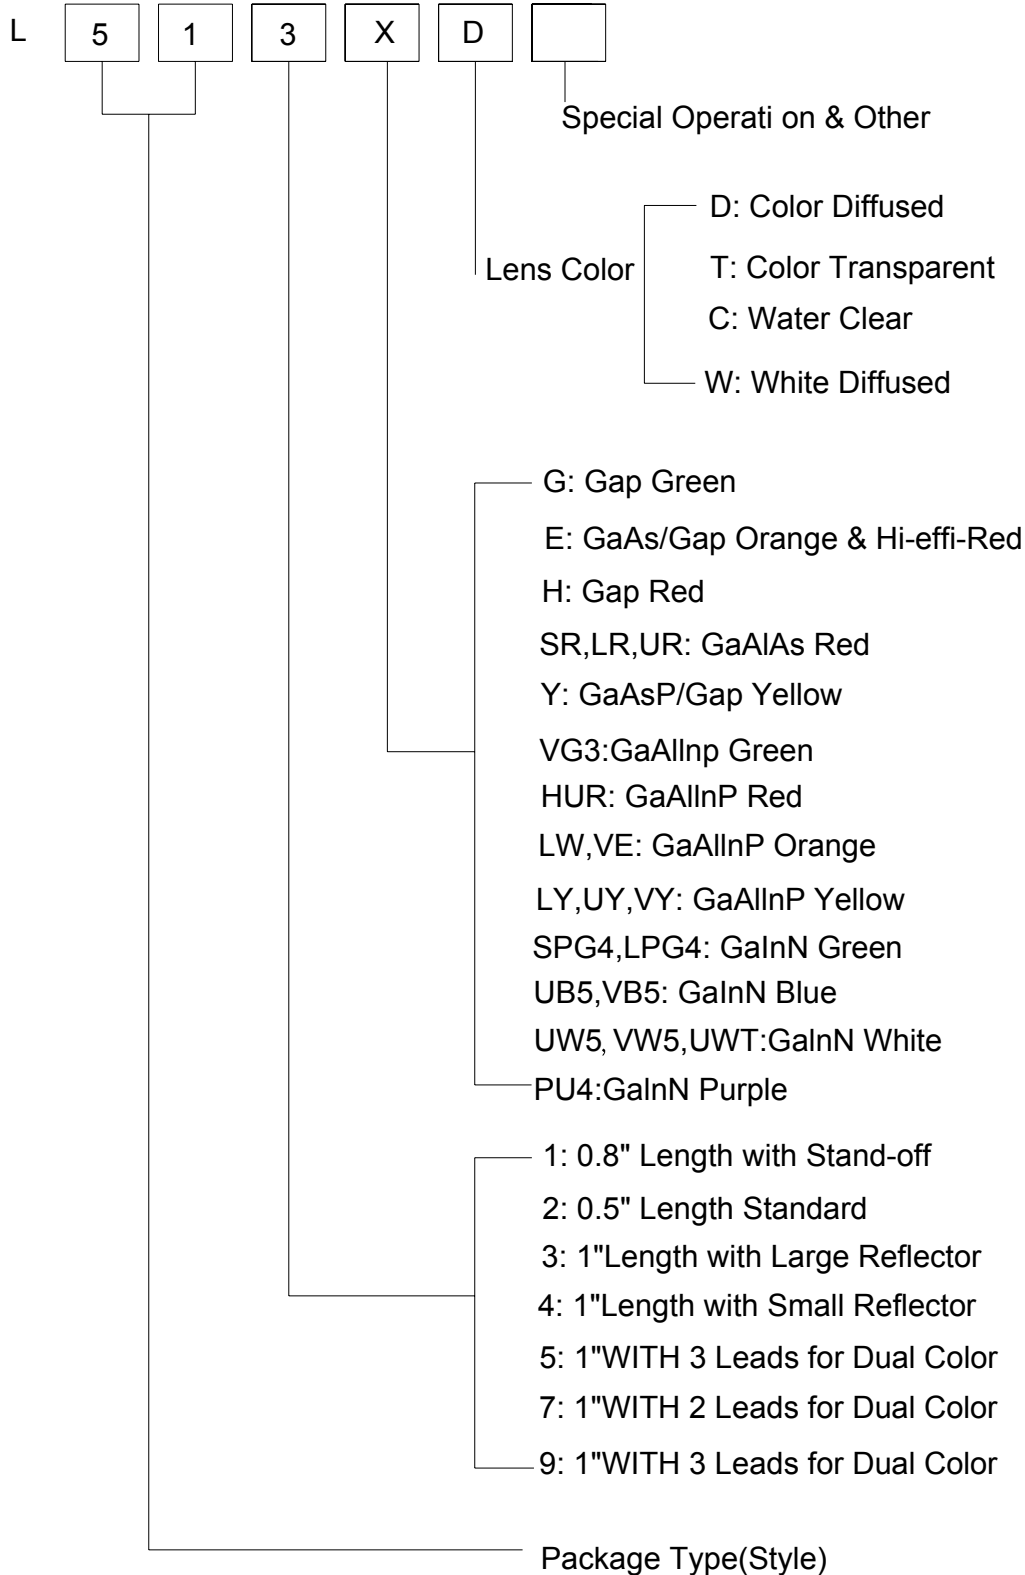 L 5 1 3 X D
Special Operati on & Other
D: Color Diffused
Lens Color
T: Color Transparent
C: Water Clear
W: White Diffused
G: Gap Green
E: GaAs/Gap Orange & Hi-effi-Red
H: Gap Red
SR,LR,UR: GaAlAs Red
Y: GaAsP/Gap Yellow
VG3:GaAllnp Green
HUR: GaAllnP Red
LW,VE: GaAllnP Orange
LY,UY,VY: GaAllnP Yellow
SPG4,LPG4: GaInN Green
UB5,VB5: GaInN Blue
UW5, VW5,UWT:GaInN White
PU4:GaInN Purple
1: 0.8" Length with Stand-off
2: 0.5" Length Standard
3: 1"Length with Large Reflector
4: 1"Length with Small Reflector
5: 1"WITH 3 Leads for Dual Color
7: 1"WITH 2 Leads for Dual Color
9: 1"WITH 3 Leads for Dual Color
Package Type(Style)